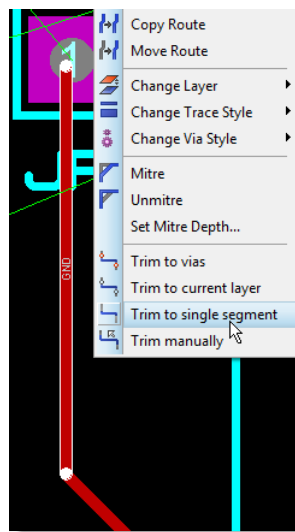 1
Copy Route
Move Route
Change Layer
Change Trace Style
Change Via Style
Mitre
Unmitre
Set Mitre Depth...
Trim to vias
Trim to current layer
Trim to single segment
Trim manually
GND